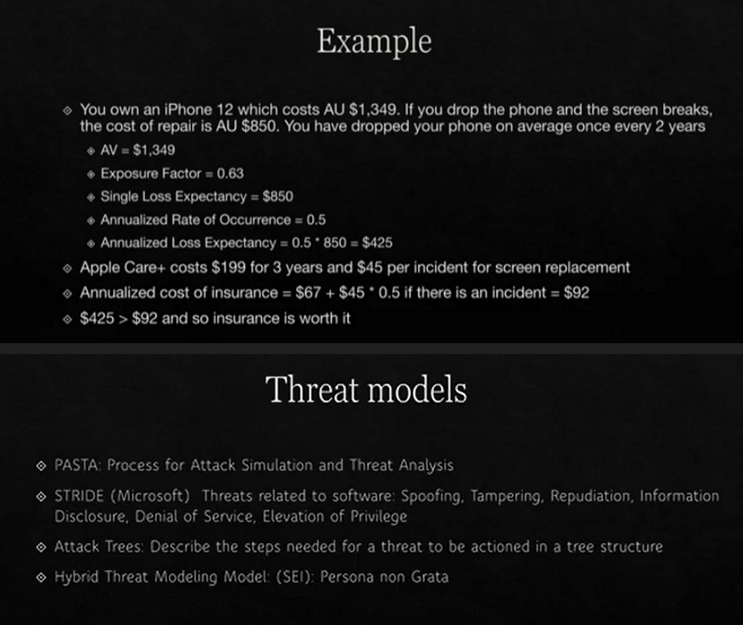 Example
You own an iPhone 12 which costs AU $1,349. If you drop the phone and the screen breaks,
the cost of repair is AU $850. You have dropped your phone on average once every 2 years
AV = $1,349
Exposure Factor = 0.63
Single Loss Expectancy = $850
Annualized Rate of Occurrence = 0.5
Annualized Loss Expectancy = 0.5 * 850 = $425
Apple Care+ costs $199 for 3 years and $45 per incident for screen replacement
Annualized cost of insurance = $67 + $45 * 0.5 if there is an incident = $92
$425 > $92 and so insurance is worth it
Threat models
PASTA: Process for Attack Simulation and Threat Analysis
STRIDE (Microsoft) Threats related to software: Spoofing, Tampering, Repudiation, Information
Disclosure, Denial of Service, Elevation of Privilege
Attack Trees: Describe the steps needed for a threat to be actioned in a tree structure
Hybrid Threat Modeling Model: (SEI): Persona non Grata